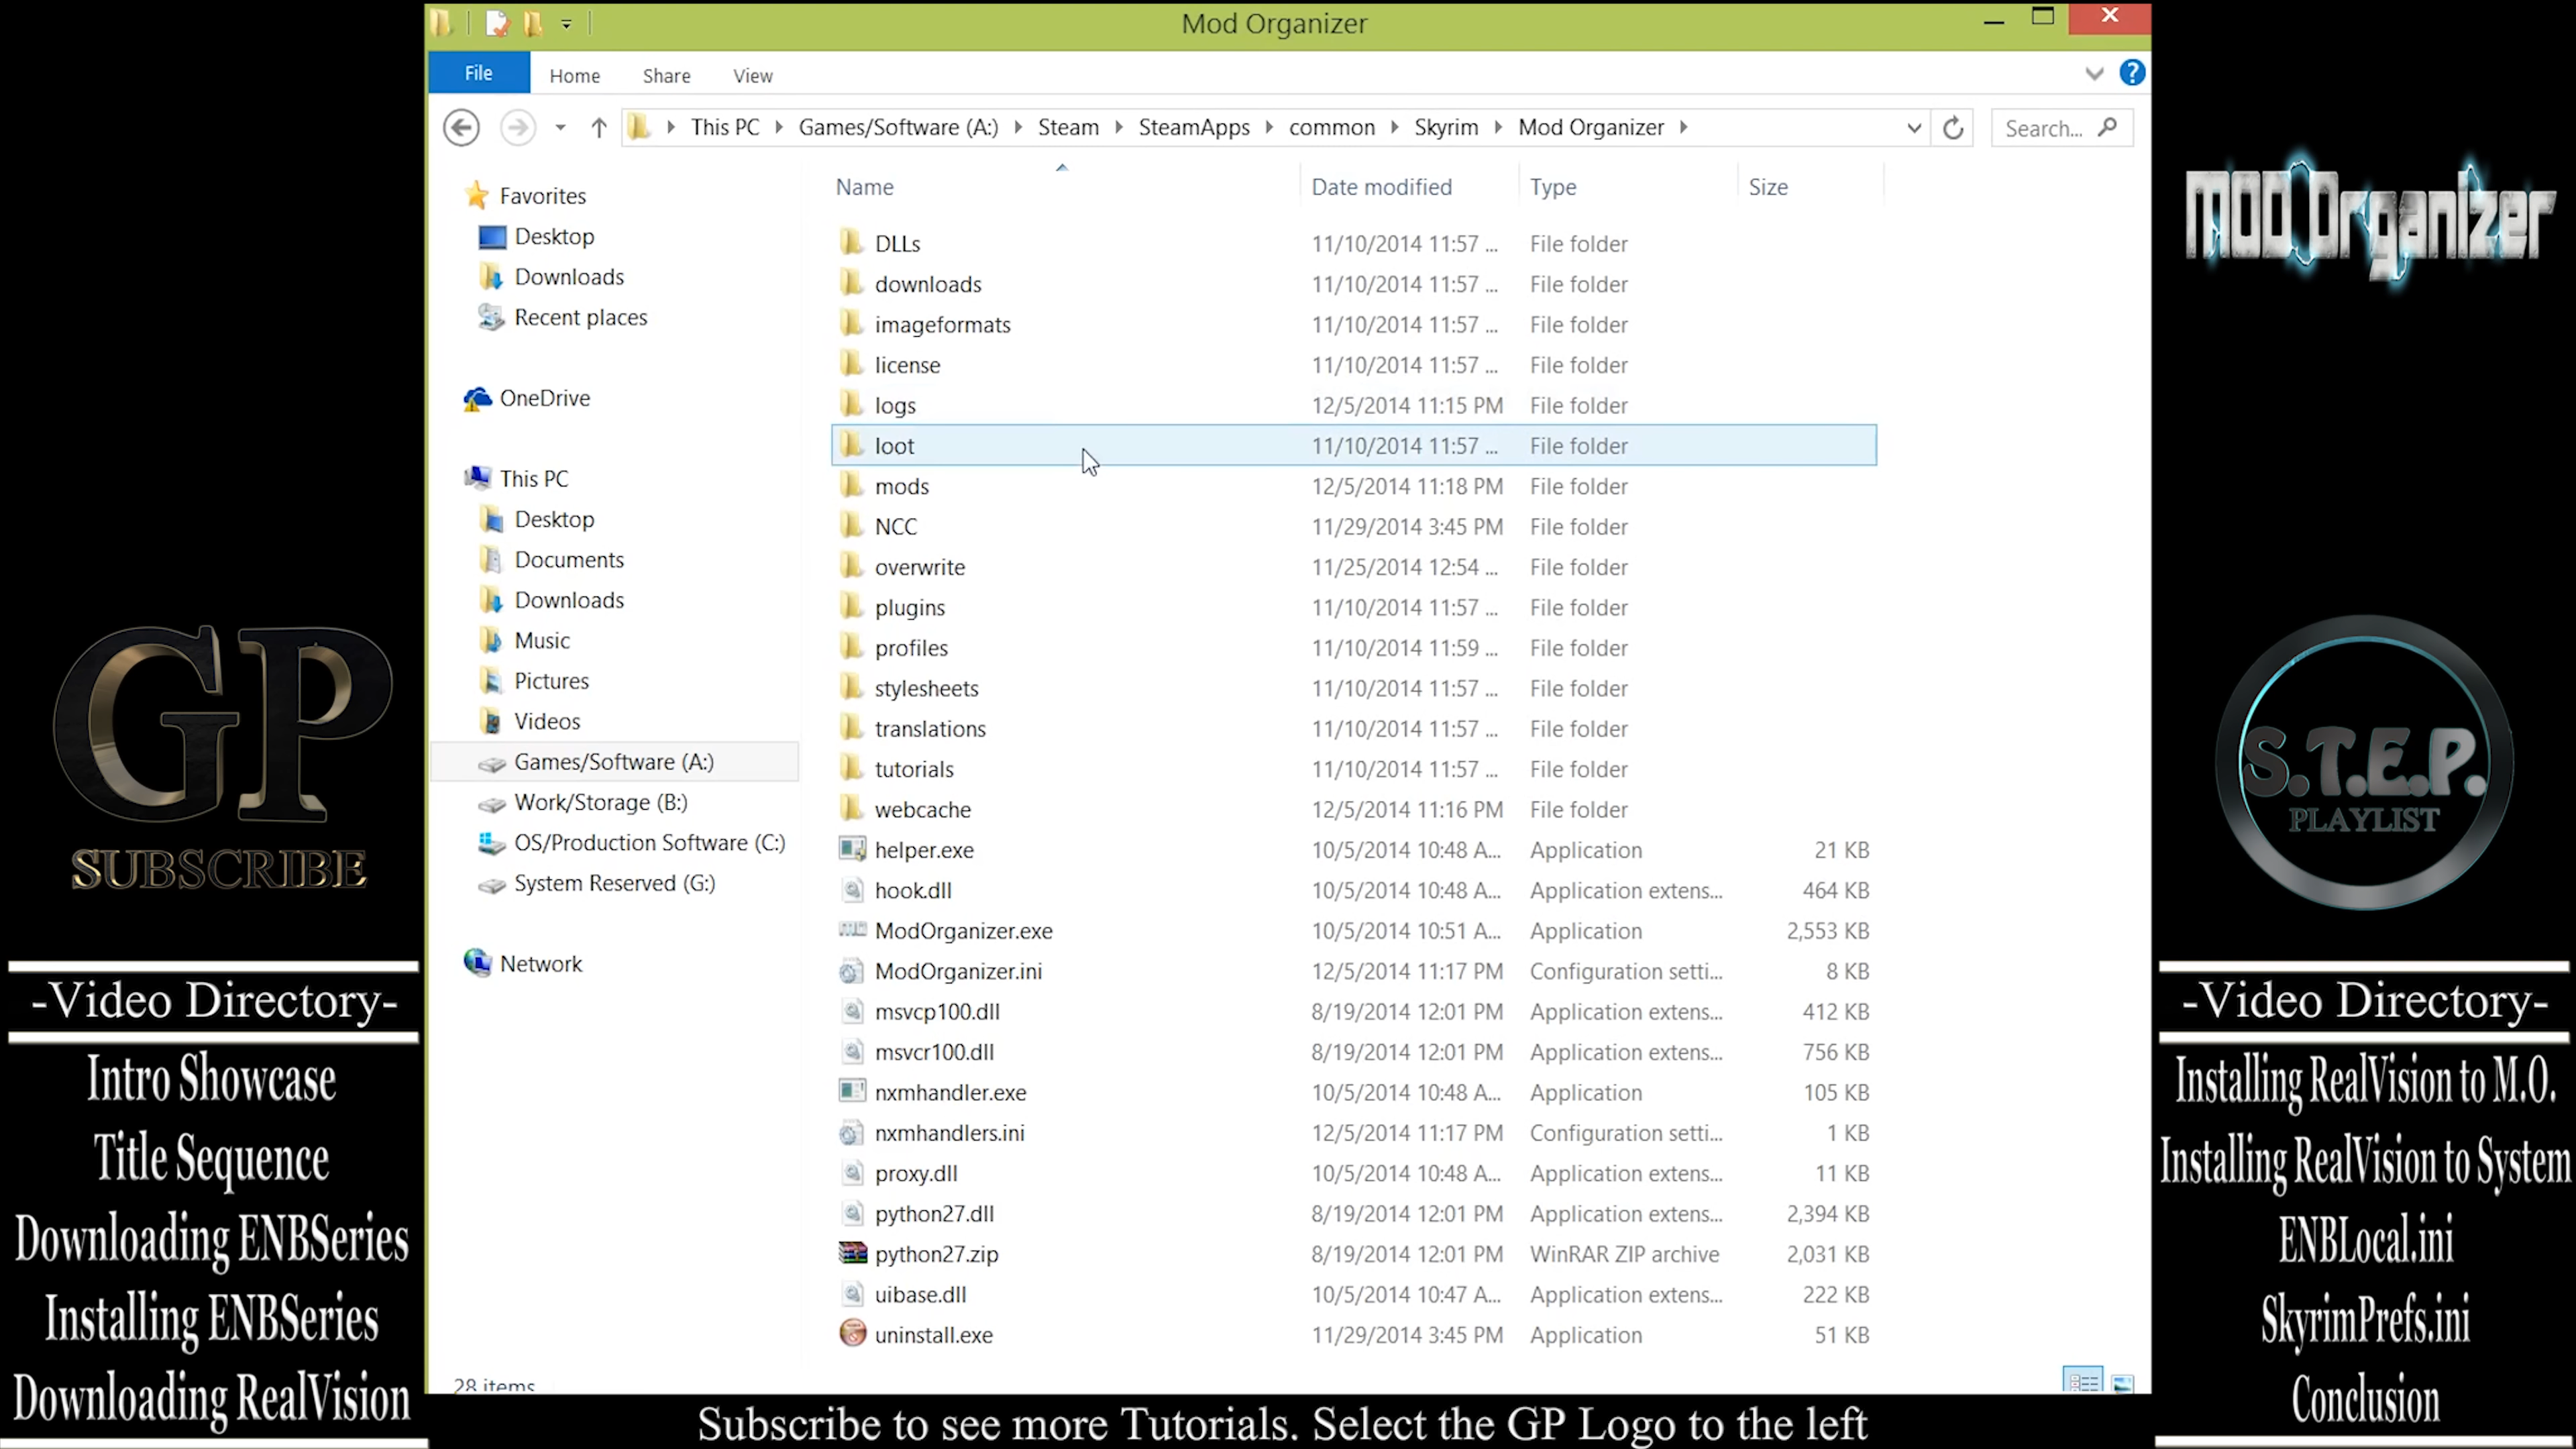 Mod Organizer
File Home Share View
This PC Games/Software (A:) Steam SteamApps common Skyrim Mod Organizer Search...
Name Date modified Type Size
Favorites
Desktop
Downloads
Recent places
OneDrive
This PC
Desktop
Documents
Downloads
Music
Pictures
Videos
Games/Software (A:)
Work/Storage (B:)
OS/Production Software (C:)
System Reserved (G:)
Network
DLLs 11/10/2014 11:57 ... File folder
downloads 11/10/2014 11:57 ... File folder
imageformats 11/10/2014 11:57 ... File folder
license 11/10/2014 11:57 ... File folder
logs 12/5/2014 11:15 PM File folder
loot 11/10/2014 11:57 ... File folder
mods 12/5/2014 11:18 PM File folder
NCC 11/29/2014 3:45 PM File folder
overwrite 11/25/2014 12:54 ... File folder
plugins 11/10/2014 11:57 ... File folder
profiles 11/10/2014 11:59 ... File folder
stylesheets 11/10/2014 11:57 ... File folder
translations 11/10/2014 11:57 ... File folder
tutorials 11/10/2014 11:57 ... File folder
webcache 12/5/2014 11:16 PM File folder
helper.exe 10/5/2014 10:48 A... Application 21 KB
hook.dll 10/5/2014 10:48 A... Application extens... 464 KB
ModOrganizer.exe 10/5/2014 10:51 A... Application 2,553 KB
ModOrganizer.ini 12/5/2014 11:17 PM Configuration setti... 8 KB
msvcp100.dll 8/19/2014 12:01 PM Application extens... 412 KB
msvcr100.dll 8/19/2014 12:01 PM Application extens... 756 KB
nxmhandler.exe 10/5/2014 10:48 A... Application 105 KB
nxmhandlers.ini 12/5/2014 11:17 PM Configuration setti... 1 KB
proxy.dll 10/5/2014 10:48 A... Application extens... 11 KB
python27.dll 8/19/2014 12:01 PM Application extens... 2,394 KB
python27.zip 8/19/2014 12:01 PM WinRAR ZIP archive 2,031 KB
uibase.dll 10/5/2014 10:47 A... Application extens... 222 KB
uninstall.exe 11/29/2014 3:45 PM Application 51 KB
28 items
GP
SUBSCRIBE
-Video Directory-
Intro Showcase
Title Sequence
Downloading ENBSeries
Installing ENBSeries
Downloading RealVision
MOD Organizer
S.T.E.P.
PLAYLIST
-Video Directory-
Installing RealVision to M.O.
Installing RealVision to System
ENBLocal.ini
SkyrimPrefs.ini
Conclusion
Subscribe to see more Tutorials. Select the GP Logo to the left